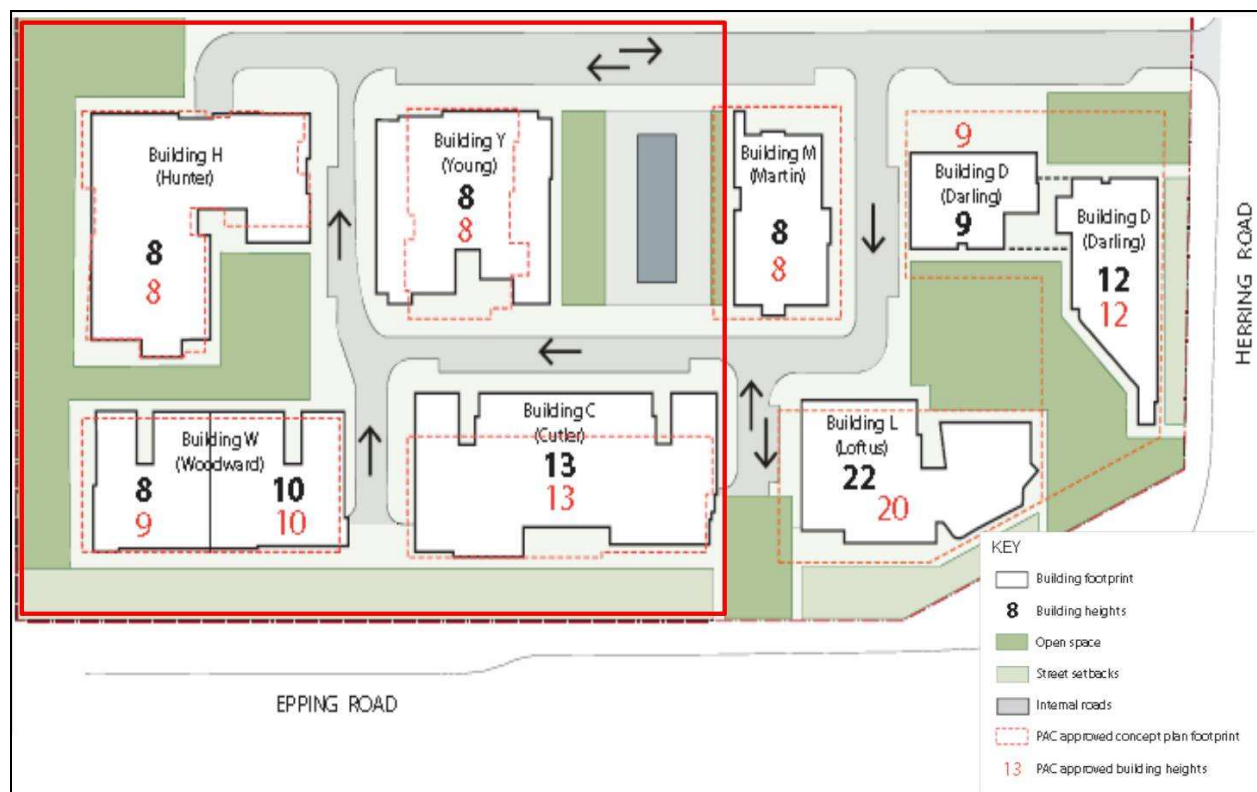 Building H
(Hunter)
8
8
Building Y
(Young)
8
8
Building M
(Martin)
8
8
9
Building D
(Darling)
9
Building D
(Darling)
12
12
HERRING ROAD
Building W
(Woodward)
8
9
10
10
Building C
(Cutler)
13
13
Building L
(Loftus)
22
20
EPPING ROAD
KEY
Building footprint
8 Building heights
Open space
Street setbacks
Internal roads
PAC approved concept plan footprint
13 PAC approved building heights